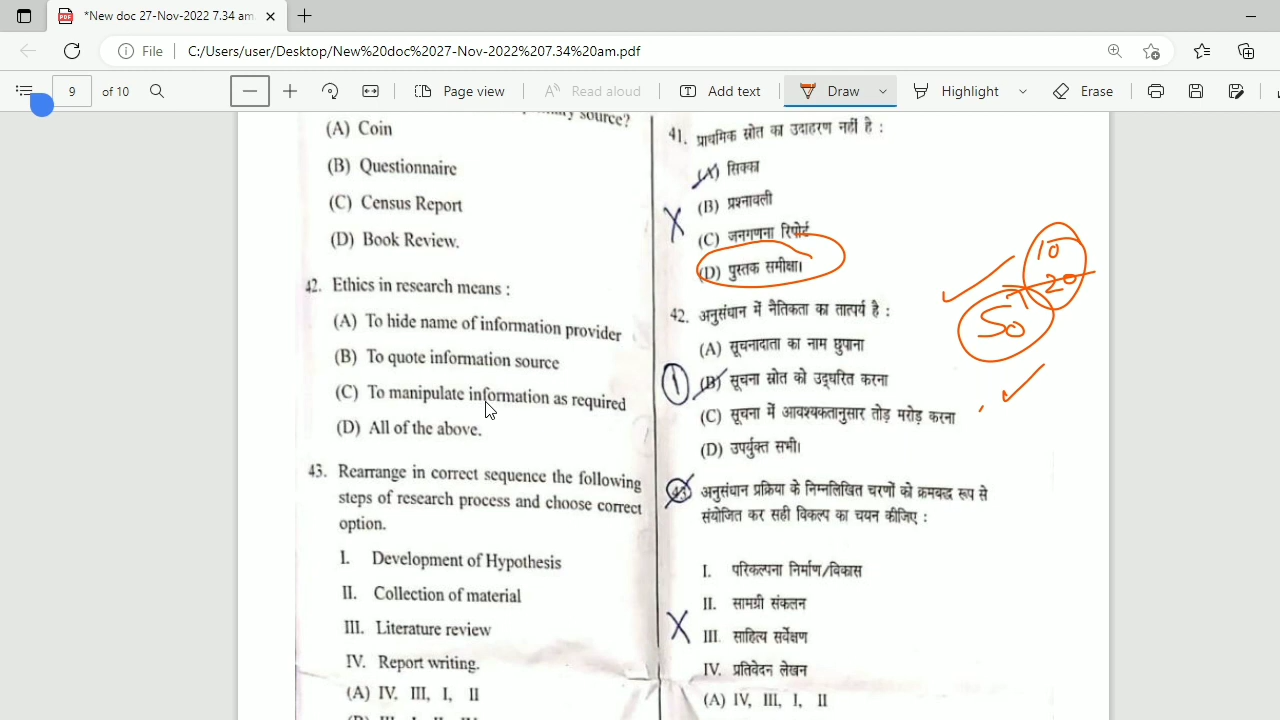 *New doc 27-Nov-2022 7.34 am.
File
C:/Users/user/Desktop/New%20doc%2027-Nov-2022%207.34%20am.pdf
9 of 10
Page view
Read aloud
Add text
Draw
Highlight
Erase
source?
(A) Coin
(B) Questionnaire
(C) Census Report
(D) Book Review.
42. Ethics in research means :
(A) To hide name of information provider
(B) To quote information source
(C) To manipulate information as required
(D) All of the above.
43. Rearrange in correct sequence the following
steps of research process and choose correct
option.
I. Development of Hypothesis
II. Collection of material
III. Literature review
IV. Report writing.
(A) IV. III, I, II
41. प्राथमिक स्रोत का उदाहरण नहीं है :
(A) सिक्का
(B) प्रश्नावली
(C) जनगणना रिपोर्ट
(D) पुस्तक समीक्षा।
42. अनुसंधान में नैतिकता का तात्पर्य है :
(A) सूचनादाता का नाम छुपाना
(B) सूचना स्रोत को उद्घरित करना
(C) सूचना में आवश्यकतानुसार तोड़ मरोड़ करना
(D) उपर्युक्त सभी।
43. अनुसंधान प्रक्रिया के निम्नलिखित चरणों को क्रमबद्ध रूप से
संयोजित कर सही विकल्प का चयन कीजिए :
I. परिकल्पना निर्माण/विकास
II. सामग्री संकलन
III. साहित्य सर्वेक्षण
IV. प्रतिवेदन लेखन
(A) IV, III, I, II
10
20
50